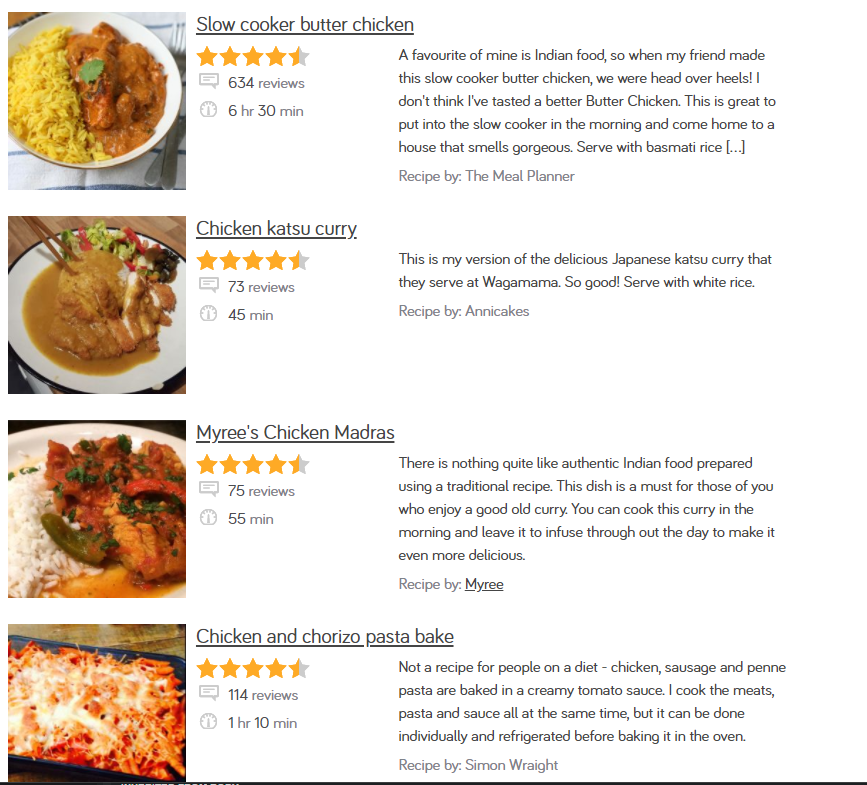 Slow cooker butter chicken
634 reviews
6 hr 30 min
A favourite of mine is Indian food, so when my friend made
this slow cooker butter chicken, we were head over heels! I
don't think I've tasted a better Butter Chicken. This is great to
put into the slow cooker in the morning and come home to a
house that smells gorgeous. Serve with basmati rice [...]
Recipe by: The Meal Planner
Chicken katsu curry
73 reviews
45 min
This is my version of the delicious Japanese katsu curry that
they serve at Wagamama. So good! Serve with white rice.
Recipe by: Annicakes
Myree's Chicken Madras
75 reviews
55 min
There is nothing quite like authentic Indian food prepared
using a traditional recipe. This dish is a must for those of you
who enjoy a good old curry. You can cook this curry in the
morning and leave it to infuse through out the day to make it
even more delicious.
Recipe by: Myree
Chicken and chorizo pasta bake
114 reviews
1 hr 10 min
Not a recipe for people on a diet - chicken, sausage and penne
pasta are baked in a creamy tomato sauce. I cook the meats,
pasta and sauce all at the same time, but it can be done
individually and refrigerated before baking it in the oven.
Recipe by: Simon Wraight